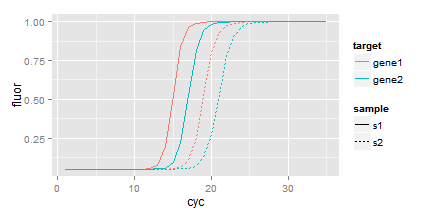 1.00
0.75
0.50
0.25
fluor
0
10
20
30
cyc
target
gene1
gene2
sample
s1
s2